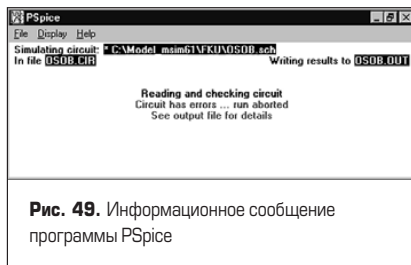 PSpice
File Display Help
Simulating circuit: * C:\Model_msim61\FKU\OSOB.sch
In file OSOB.CIR Writing results to OSOB.OUT
Reading and checking circuit
Circuit has errors ... run aborted
See output file for details
Рис. 49. Информационное сообщение
программы PSpice